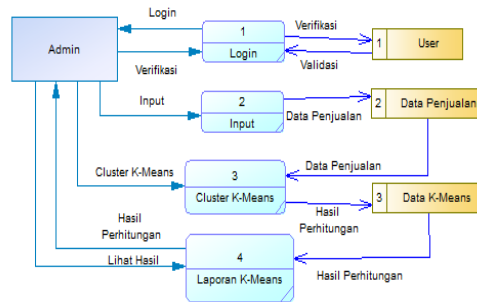 Login
1
Login
Verifikasi
1
User
Admin
Verifikasi
Validasi
Input
2
Input
Data Penjualan
2
Data Penjualan
Cluster K-Means
3
Cluster K-Means
Data Penjualan
Hasil
Perhitungan
3
Data K-Means
Hasil
Perhitungan
Lihat Hasil
4
Laporan K-Means
Hasil Perhitungan